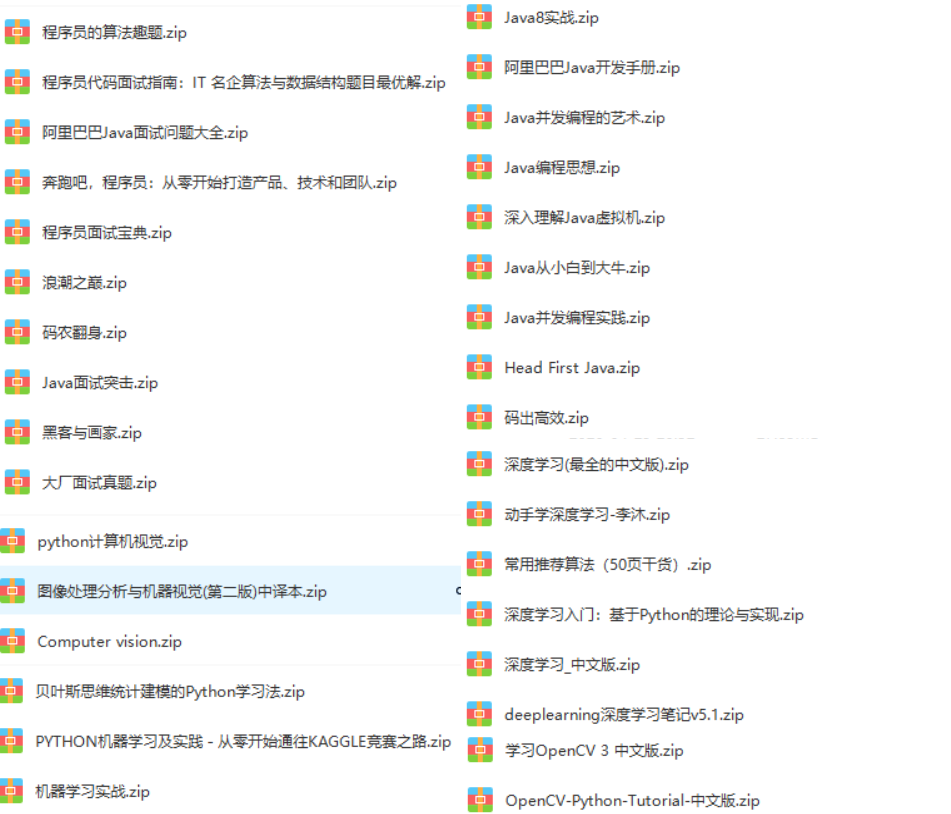 程序员的算法趣题.zip
程序员代码面试指南：IT 名企算法与数据结构题目最优解.zip
阿里巴巴Java面试问题大全.zip
奔跑吧，程序员：从零开始打造产品、技术和团队.zip
程序员面试宝典.zip
浪潮之巅.zip
码农翻身.zip
Java面试突击.zip
黑客与画家.zip
大厂面试真题.zip
python计算机视觉.zip
图像处理分析与机器视觉(第二版)中译本.zip
Computer vision.zip
贝叶斯思维统计建模的Python学习法.zip
PYTHON机器学习及实践 - 从零开始通往KAGGLE竞赛之路.zip
机器学习实战.zip
Java8实战.zip
阿里巴巴Java开发手册.zip
Java并发编程的艺术.zip
Java编程思想.zip
深入理解Java虚拟机.zip
Java从小白到大牛.zip
Java并发编程实践.zip
Head First Java.zip
码出高效.zip
深度学习(最全的中文版).zip
动手学深度学习-李沐.zip
常用推荐算法（50页干货）.zip
深度学习入门：基于Python的理论与实现.zip
深度学习_中文版.zip
deeplearning深度学习笔记v5.1.zip
学习OpenCV 3 中文版.zip
OpenCV-Python-Tutorial-中文版.zip